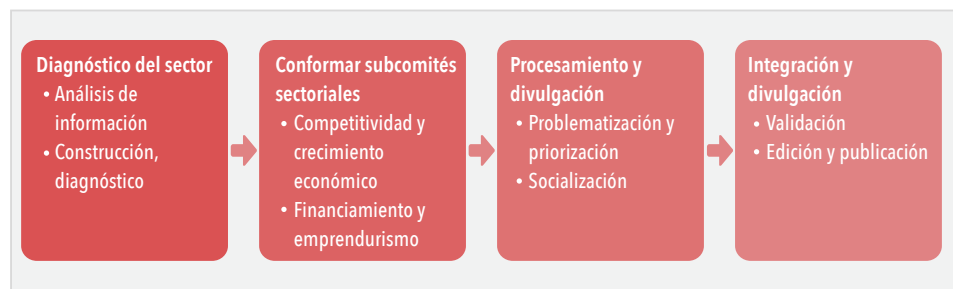 Diagnóstico del sector
• Análisis de
información
• Construcción,
diagnóstico
Conformar subcomités
sectoriales
• Competitividad y
crecimiento
económico
• Financiamiento y
emprendurismo
Procesamiento y
divulgación
• Problematización y
priorización
• Socialización
Integración y
divulgación
• Validación
• Edición y publicación